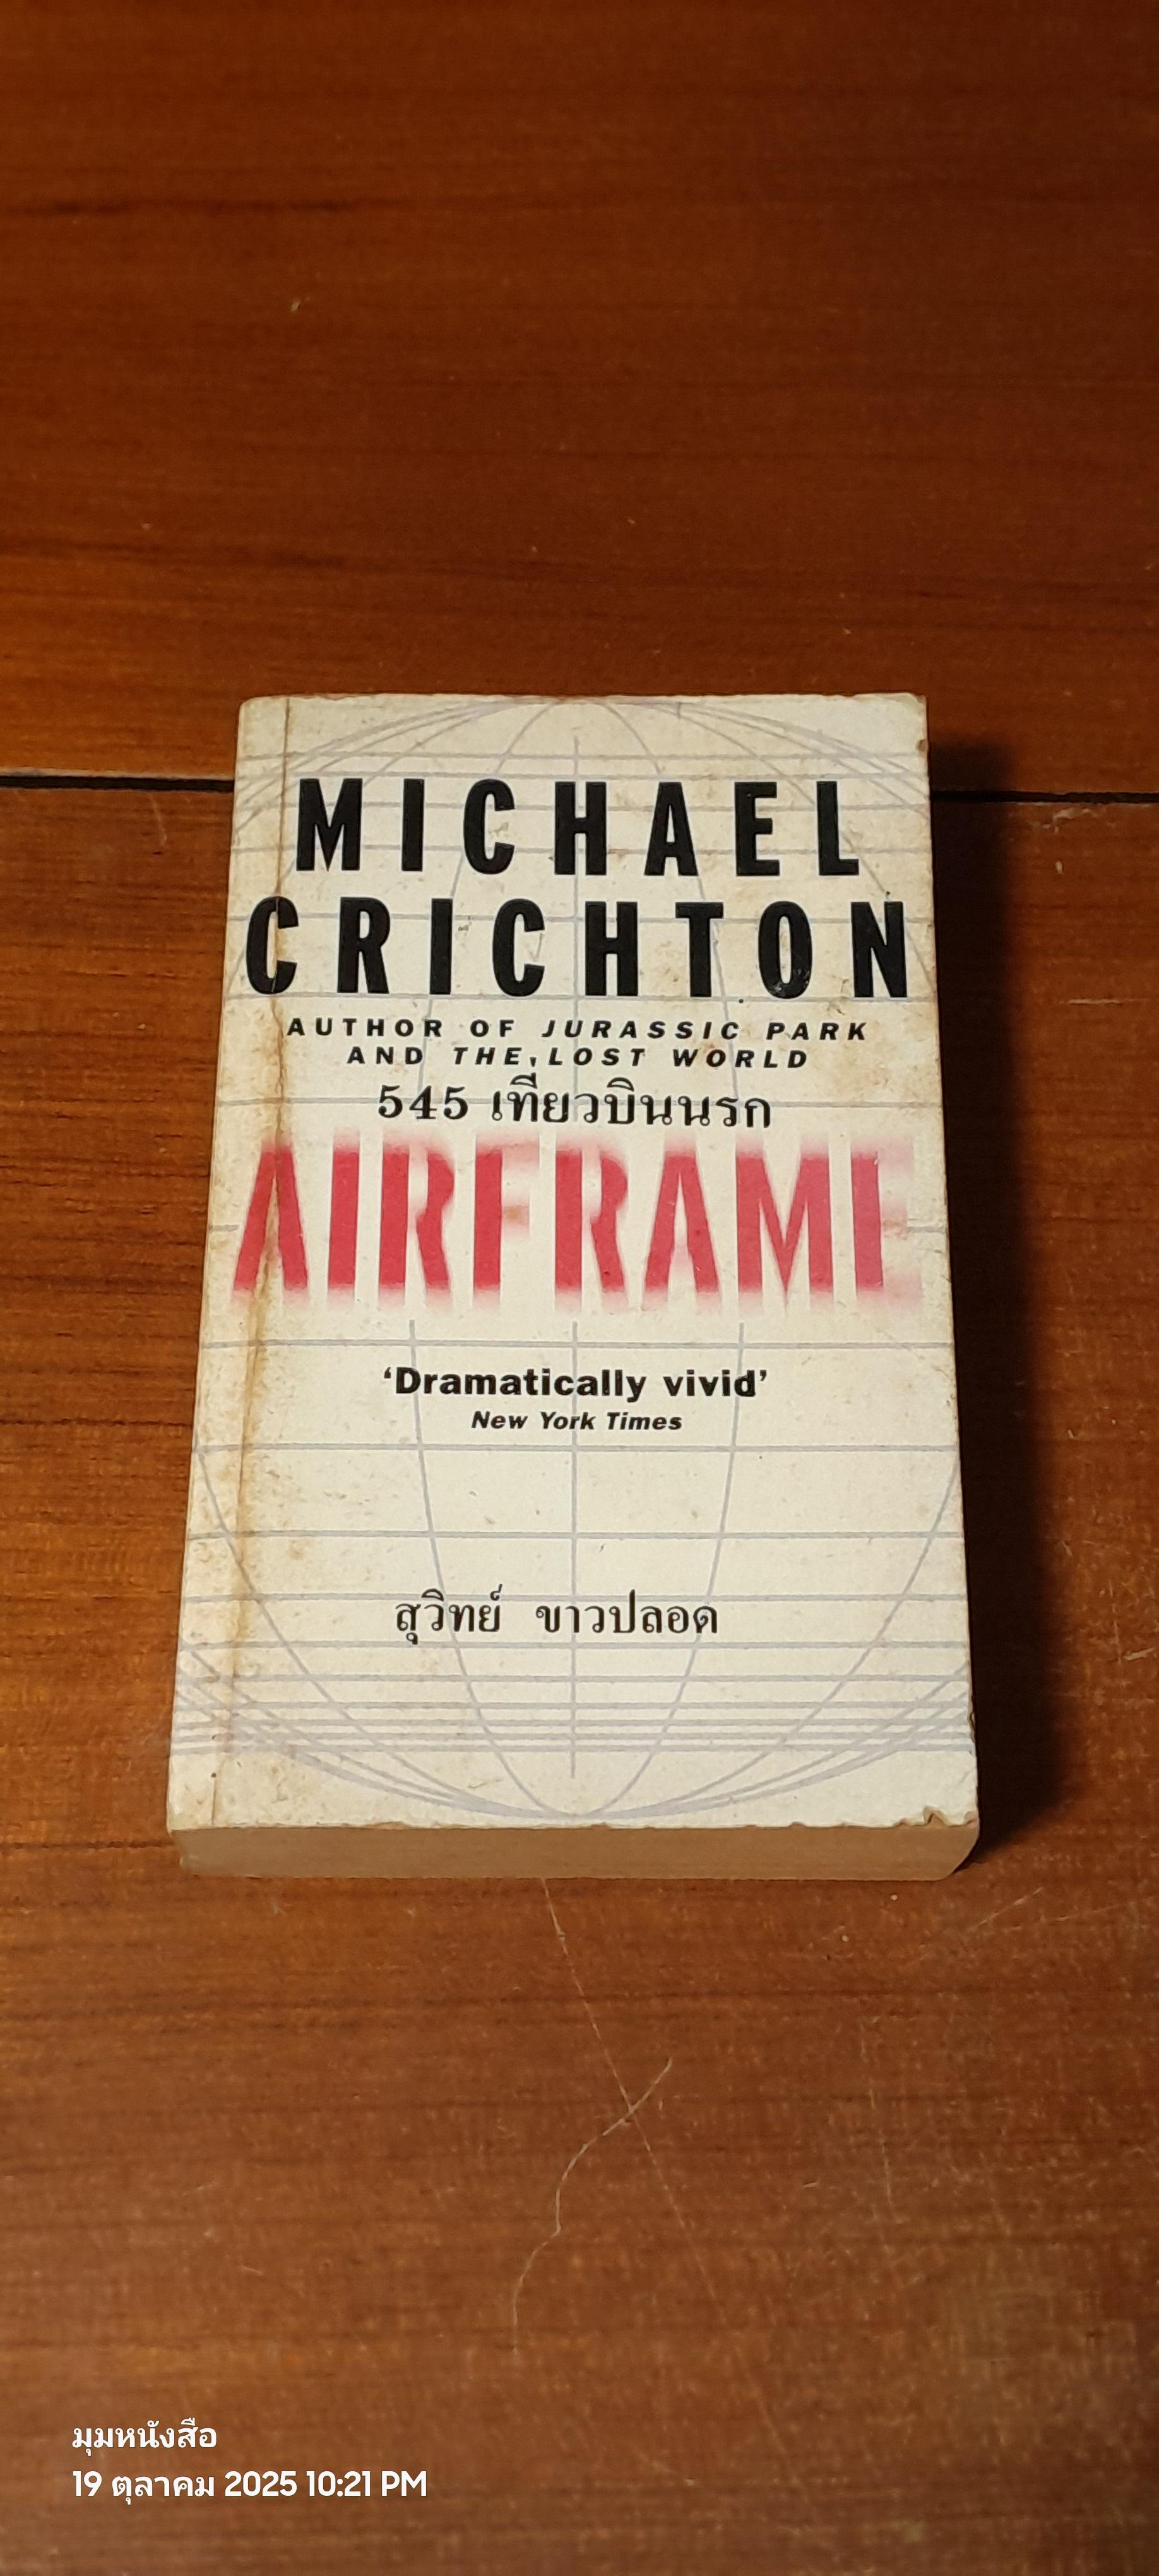 MICHAEL
CRICHTON
AUTHOR OF JURASSIC PARK
AND THE LOST WORLD
545 เที่ยวบินนรก
AIRFRAME
‘Dramatically vivid’
New York Times
สุวิทย์ ขาวปลอด
มุมหนังสือ
19 ตุลาคม 2025 10:21 PM